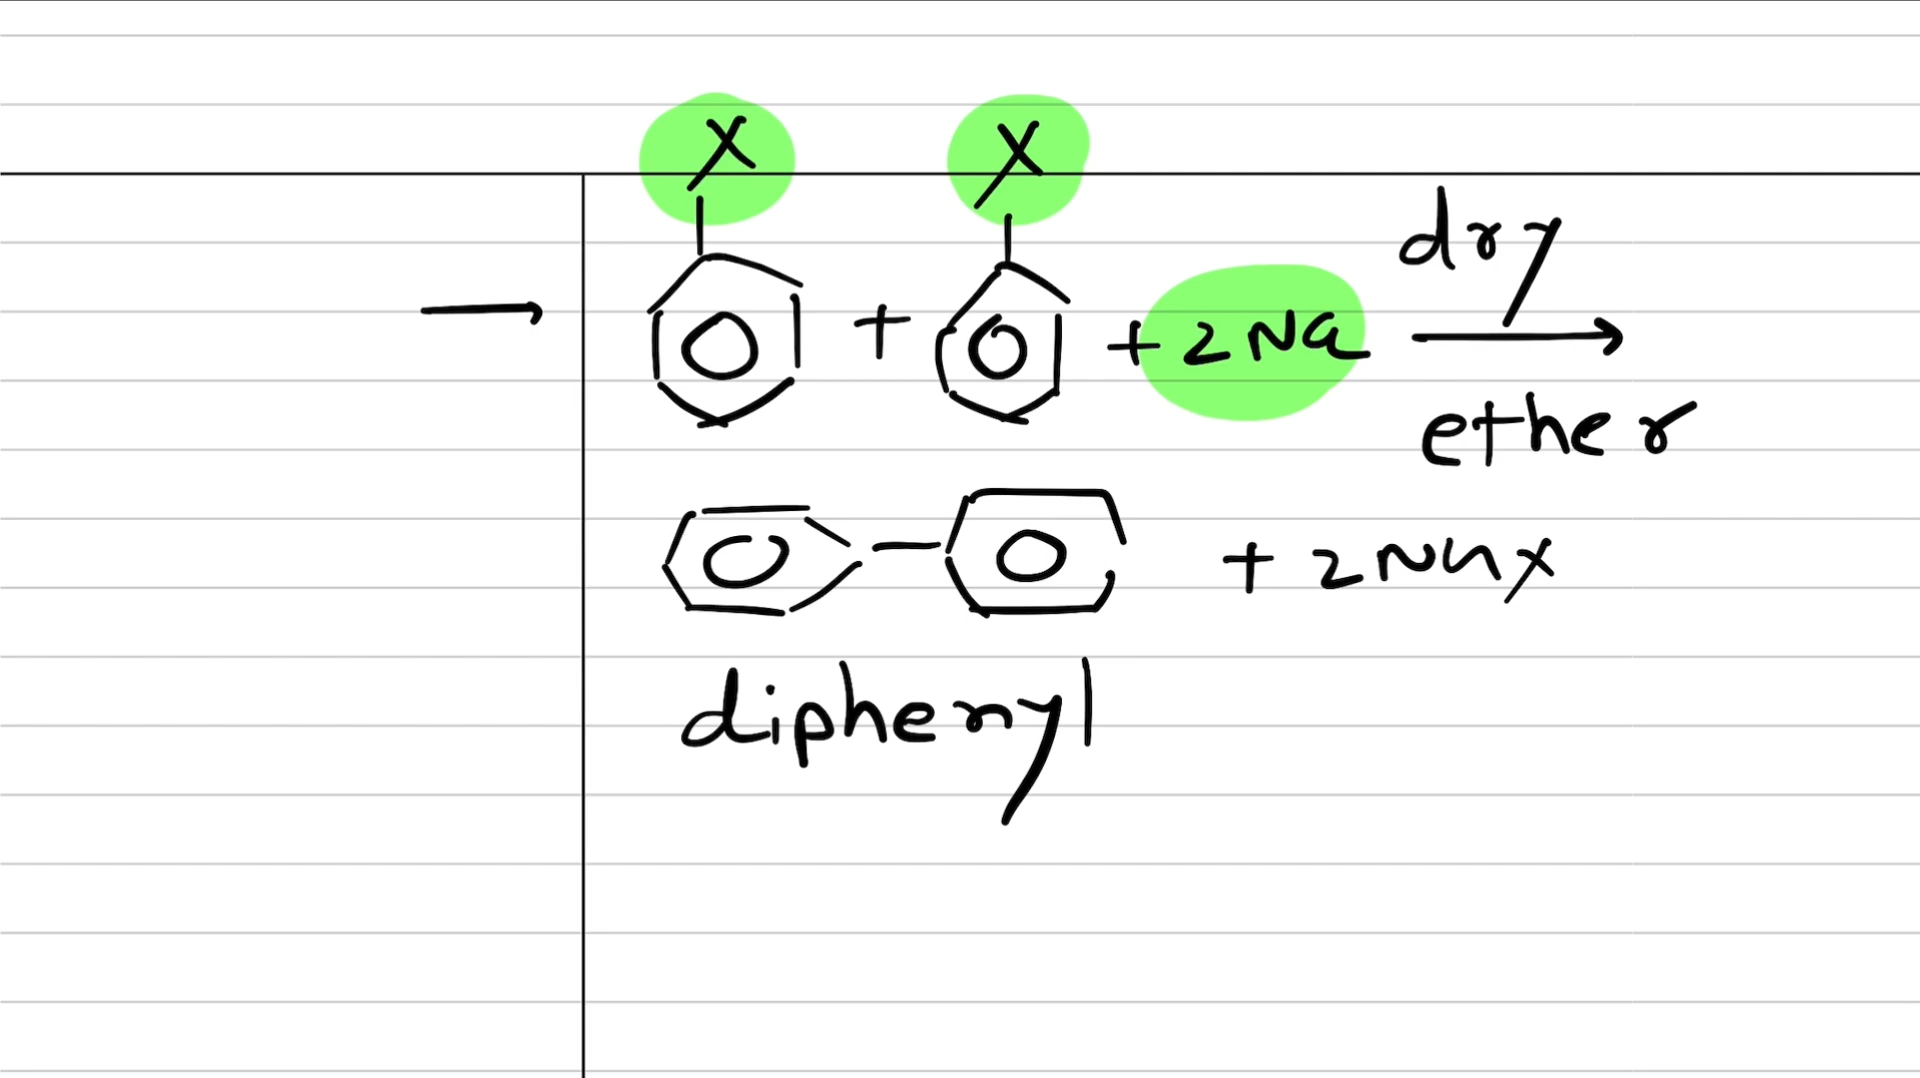 X X
+ + 2Na dry
ether
+ 2NaX
diphenyl